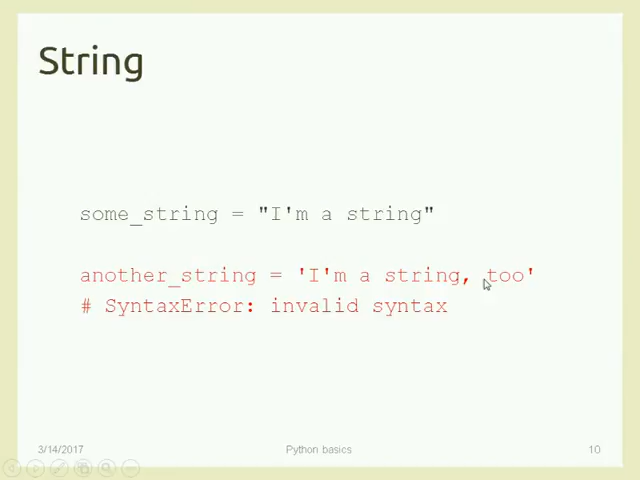 String
some_string = "I'm a string"
another_string = 'I'm a string, too'
# SyntaxError: invalid syntax
3/14/2017 Python basics 10